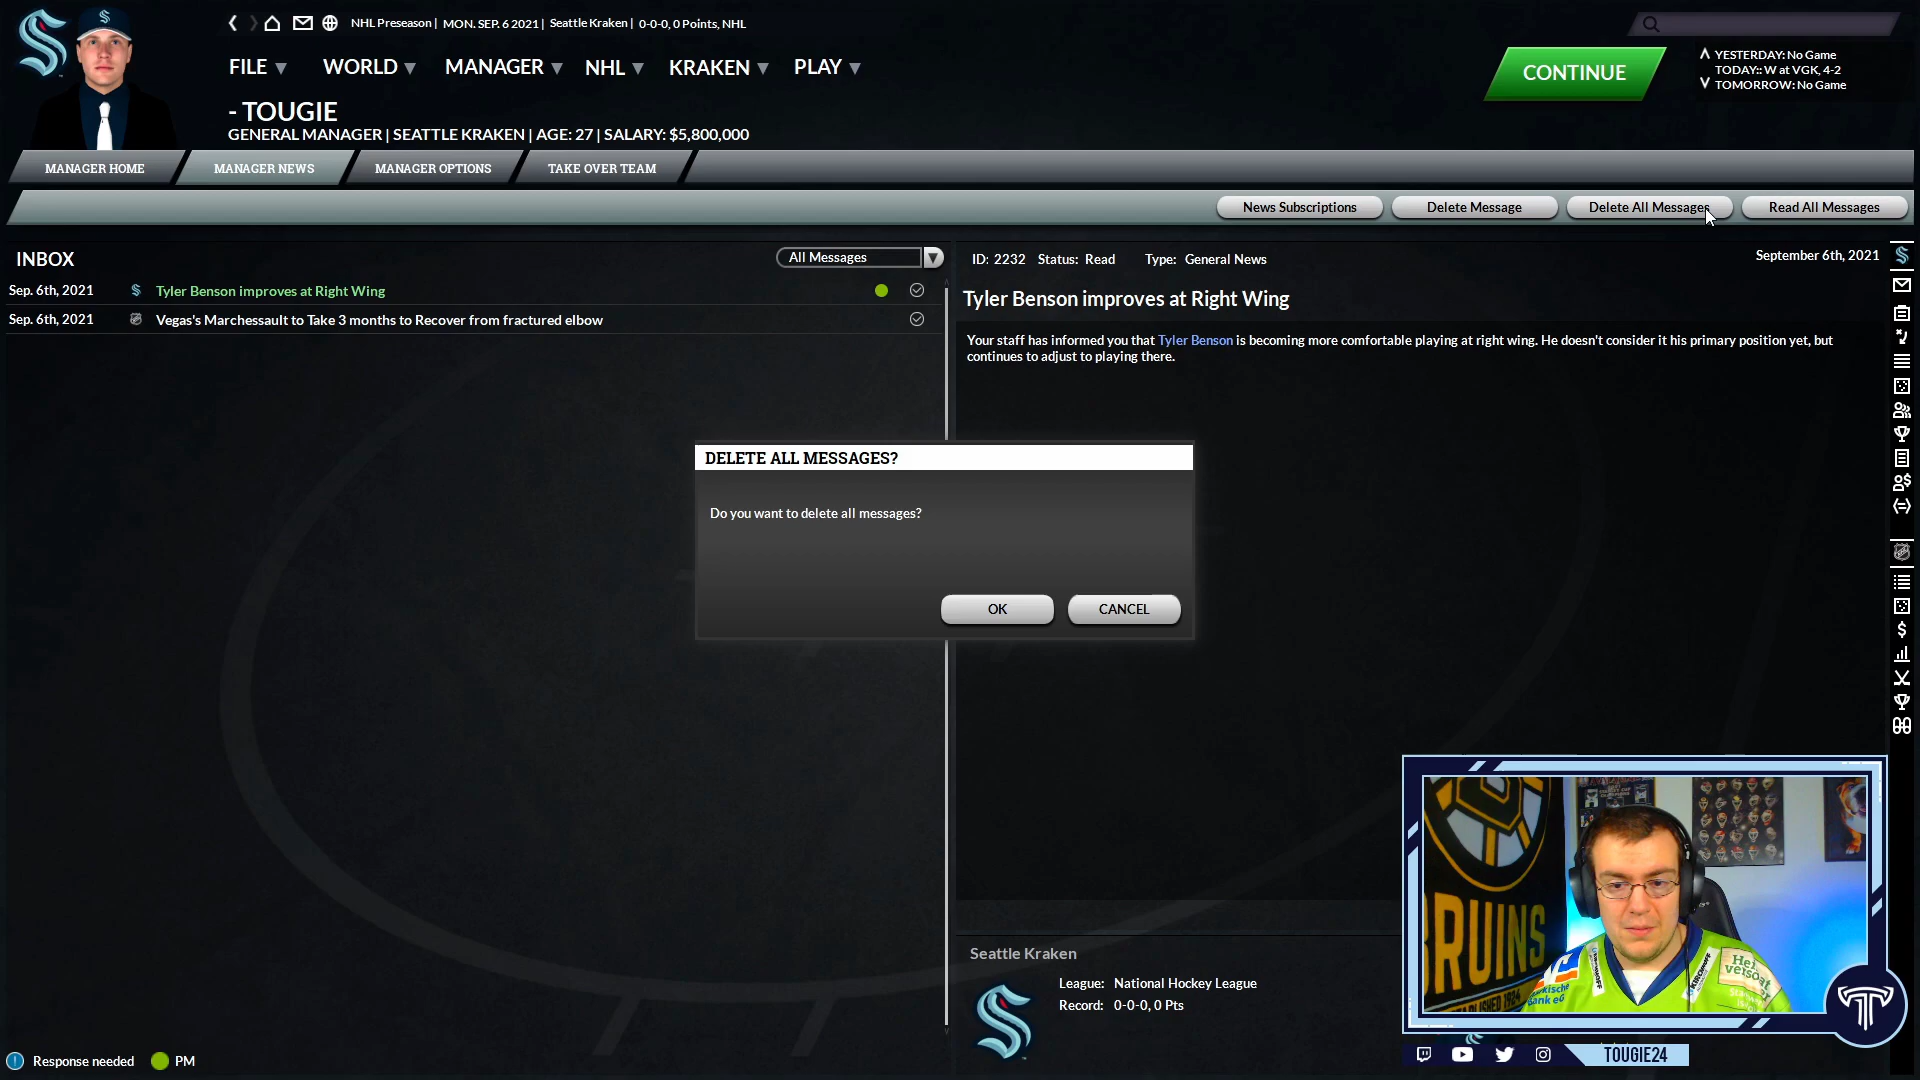 NHL Preseason | MON. SEP. 6 2021 | Seattle Kraken | 0-0-0, 0 Points, NHL
FILE WORLD MANAGER NHL KRAKEN PLAY
CONTINUE
YESTERDAY: No Game
TODAY:: W at VGK, 4-2
TOMORROW: No Game
- TOUGIE
GENERAL MANAGER | SEATTLE KRAKEN | AGE: 27 | SALARY: $5,800,000
MANAGER HOME MANAGER NEWS MANAGER OPTIONS TAKE OVER TEAM
News Subscriptions Delete Message Delete All Messages Read All Messages
INBOX All Messages
Sep. 6th, 2021 Tyler Benson improves at Right Wing
Sep. 6th, 2021 Vegas's Marchessault to Take 3 months to Recover from fractured elbow
ID: 2232 Status: Read Type: General News September 6th, 2021
Tyler Benson improves at Right Wing
Your staff has informed you that Tyler Benson is becoming more comfortable playing at right wing. He doesn't consider it his primary position yet, but
continues to adjust to playing there.
DELETE ALL MESSAGES?
Do you want to delete all messages?
OK CANCEL
Seattle Kraken
League: National Hockey League
Record: 0-0-0, 0 Pts
Response needed PM
BRUINS
TOUGIE24